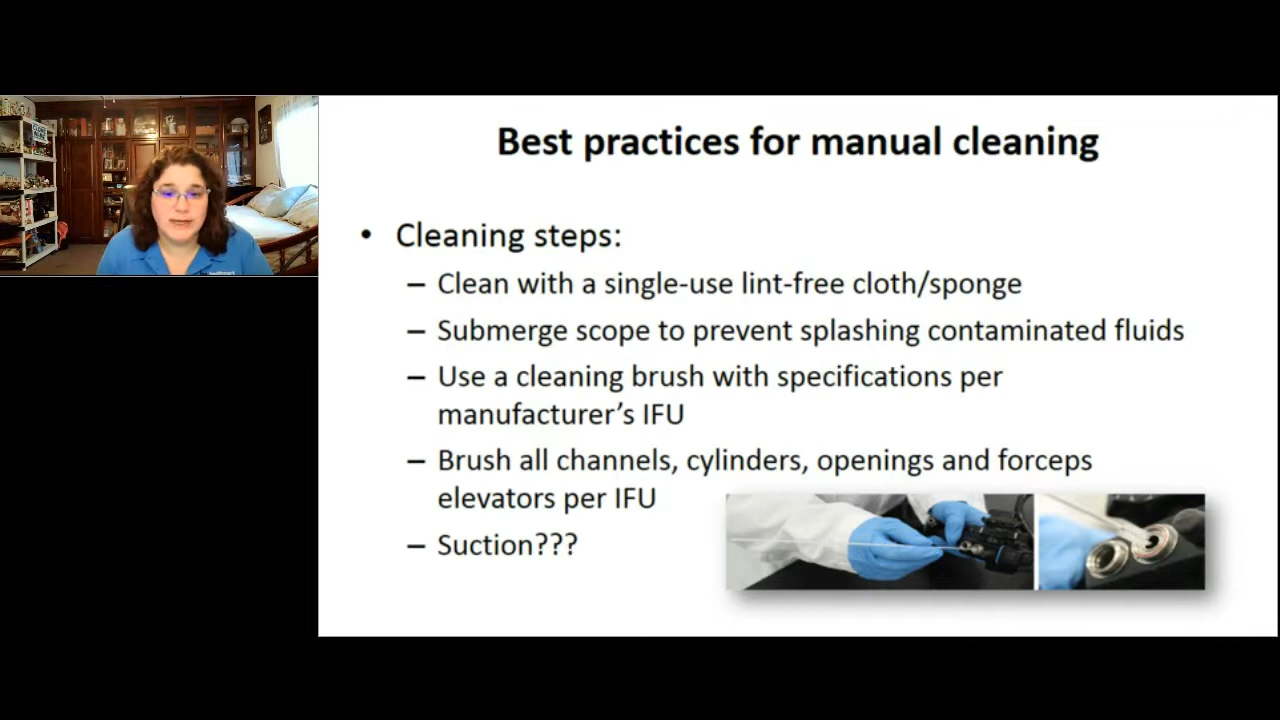 Best practices for manual cleaning
• Cleaning steps:
– Clean with a single-use lint-free cloth/sponge
– Submerge scope to prevent splashing contaminated fluids
– Use a cleaning brush with specifications per
manufacturer's IFU
– Brush all channels, cylinders, openings and forceps
elevators per IFU
– Suction???